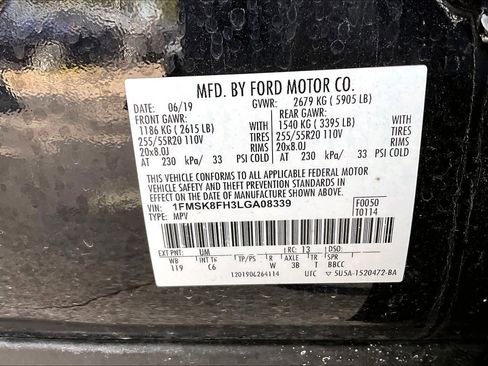 MFD. BY FORD MOTOR CO.
DATE: 06/19 GVWR: 2679 KG ( 5905 LB)
FRONT GAWR: REAR GAWR:
1186 KG ( 2615 LB) WITH 1540 KG ( 3395 LB) WITH
255/55R20 110V TIRES 255/55R20 110V TIRES
20x8.0J RIMS 20x8.0J RIMS
AT 230 kPa/ 33 PSI COLD AT 230 kPa/ 33 PSI COLD
THIS VEHICLE CONFORMS TO ALL APPLICABLE FEDERAL MOTOR
VEHICLE SAFETY AND THEFT PREVENTION STANDARDS IN
EFFECT ON THE DATE OF MANUFACTURE SHOWN ABOVE.
VIN: 1FMSK8FH3LGA08339 F0050
TYPE: MPV T0114
EXT PNT: UM RC: 13 DSO:
WB INT TR TP/PS R AXLE TR SPR
119 C6 W 3B T BBCC
1201904264114 UTC 5U5A-1520472-BA